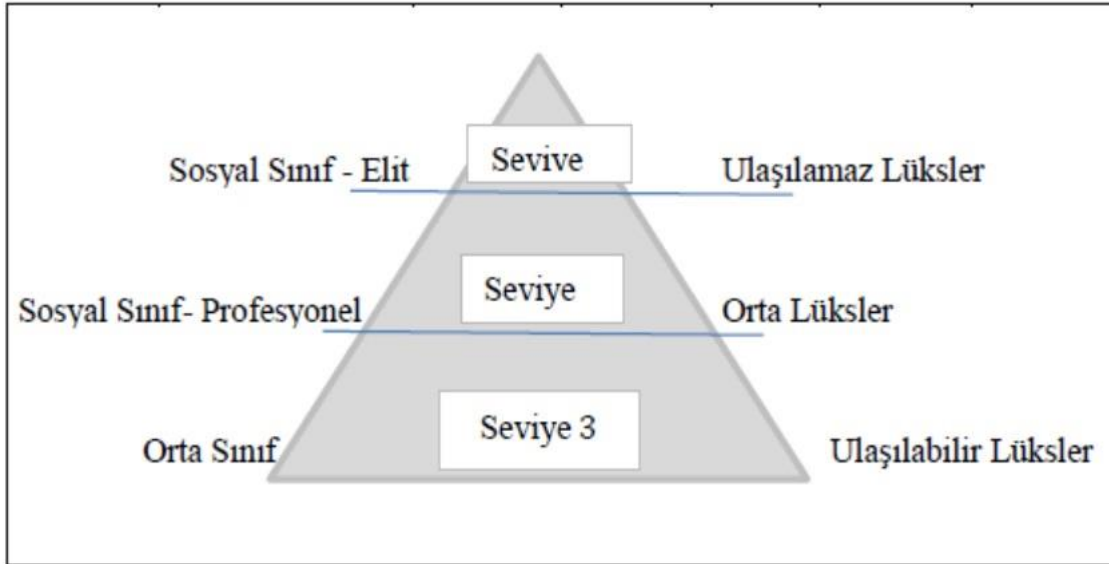 Sosyal Sınıf - Elit
Sevive
Ulaşılamaz Lüksler
Sosyal Sınıf- Profesyonel
Seviye
Orta Lüksler
Orta Sınıf
Seviye 3
Ulaşılabilir Lüksler